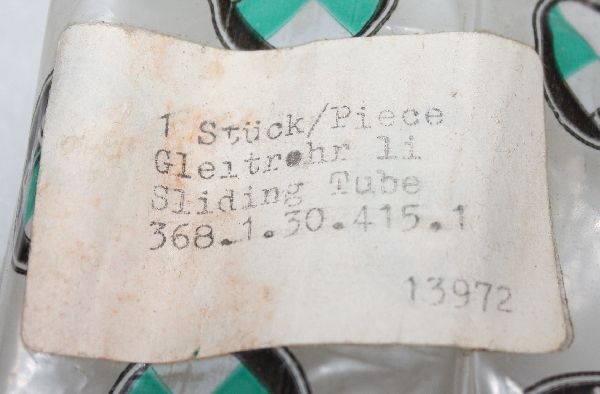 1 Stück/Piece
Gleitrohr li
Sliding Tube
368.1.30.415.1
13972